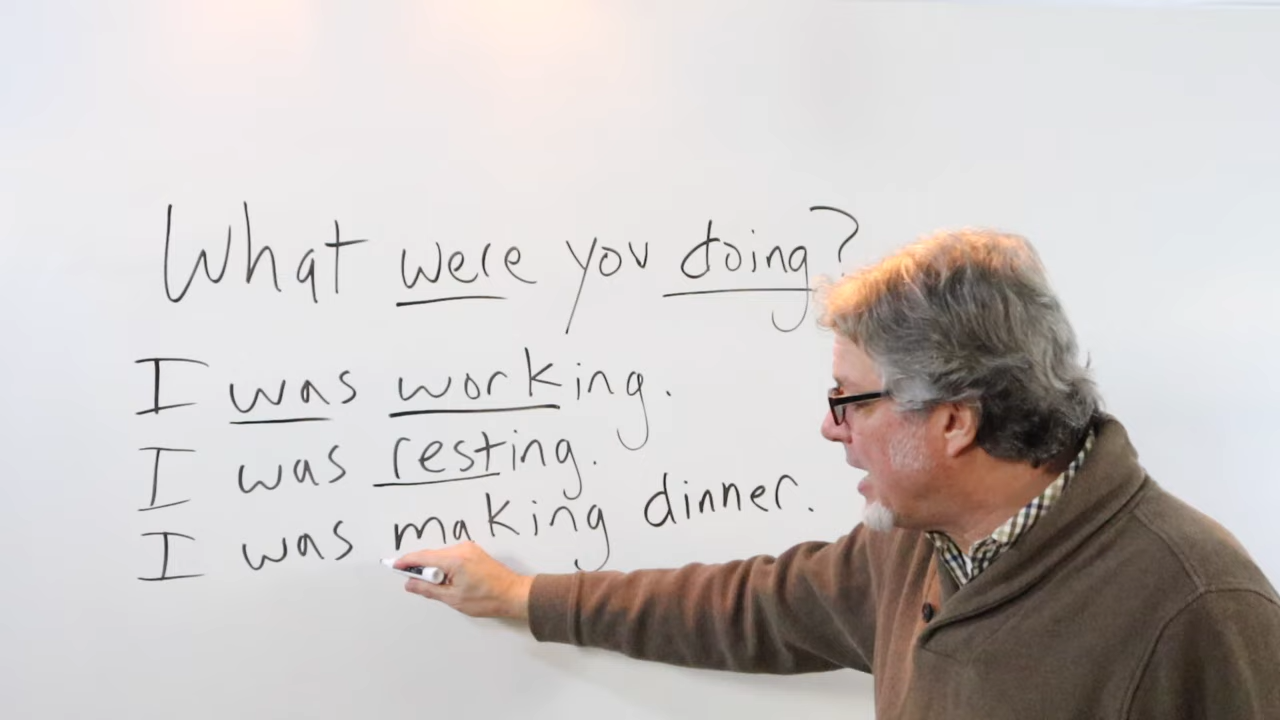 What were you doing?
I was working.
I was resting.
I was making dinner.